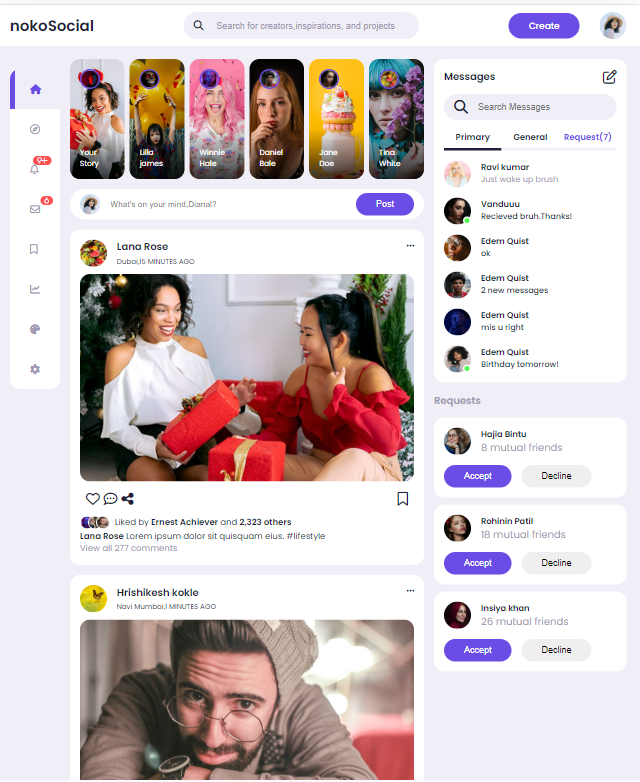 nokoSocial
Search for creators,inspirations, and projects
Create
9+
6
Your
Story
Lilla
james
Winnie
Hale
Daniel
Bale
Jane
Doe
Tina
White
What's on your mind,Diana!?
Post
Lana Rose
Dubai,15 MINUTES AGO
Liked by Ernest Achiever and 2,323 others
Lana Rose Lorem ipsum dolor sit quisquam eius. #lifestyle
View all 277 comments
Hrishikesh kokle
Navi Mumbai,1 MINUTES AGO
Messages
Search Messages
Primary
General
Request(7)
Ravi kumar
Just wake up brush
Vanduuu
Recieved bruh.Thanks!
Edem Quist
ok
Edem Quist
2 new messages
Edem Quist
mis u right
Edem Quist
Birthday tomorrow!
Requests
Hajia Bintu
8 mutual friends
Accept
Decline
Rohinin Patil
18 mutual friends
Accept
Decline
Insiya khan
26 mutual friends
Accept
Decline